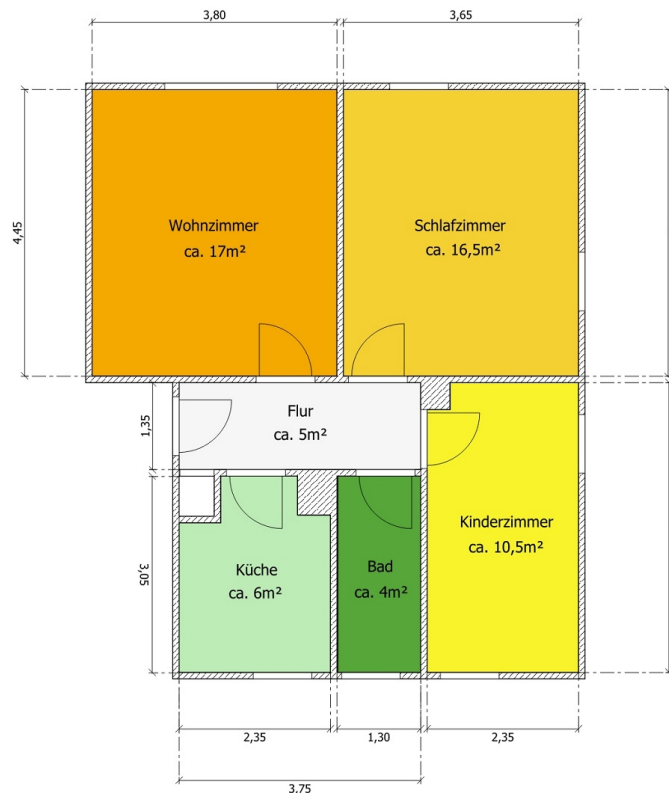 3,80
3,65
4,45
Wohnzimmer
ca. 17m²
Schlafzimmer
ca. 16,5m²
1,35
Flur
ca. 5m²
3,05
Küche
ca. 6m²
Bad
ca. 4m²
Kinderzimmer
ca. 10,5m²
2,35
1,30
2,35
3,75